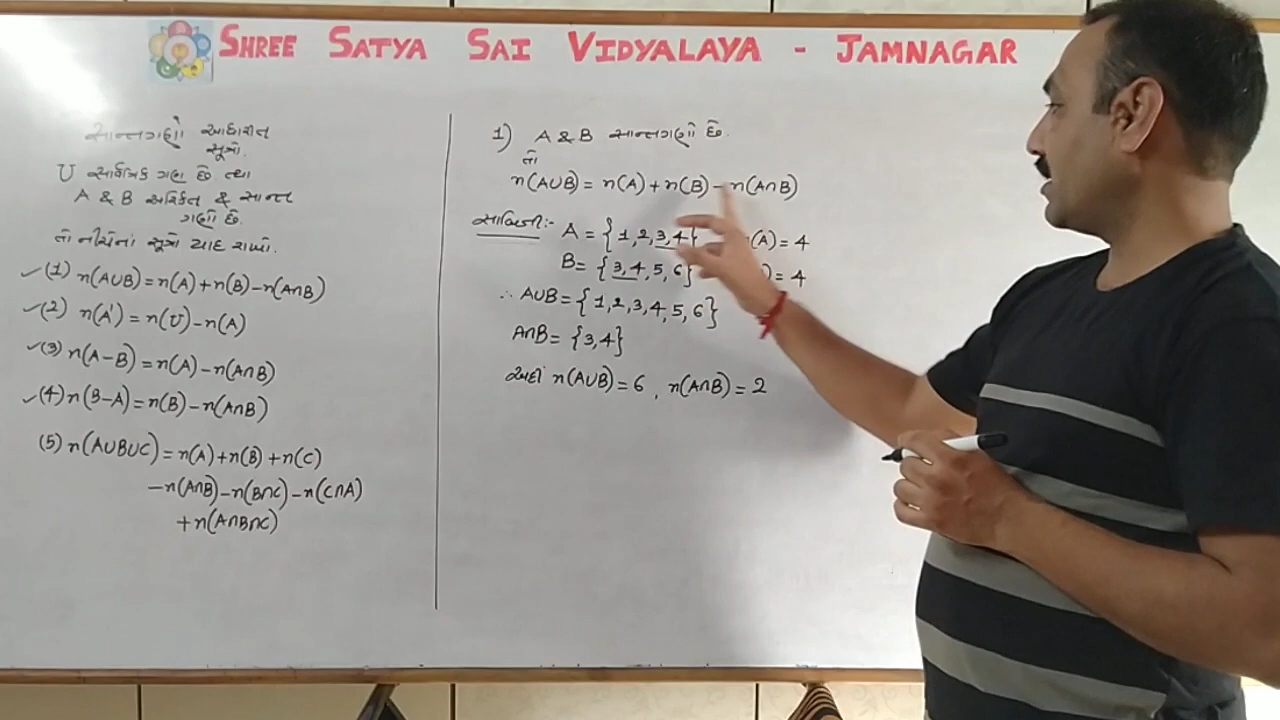 SHREE SATYA SAI VIDYALAYA - JAMNAGAR
સાન્તગણો આધારીત
સૂત્રો.
U સાર્વત્રિક ગણ છે તથા
A & B અરિક્ત & સાન્ત
ગણો છે.
તો નીચેનાં સૂત્રો યાદ રાખો.
✓(1) n(A∪B)=n(A)+n(B)-n(A∩B)
✓(2) n(A')=n(U)-n(A)
✓(3) n(A-B)=n(A)-n(A∩B)
✓(4) n(B-A)=n(B)-n(A∩B)
(5) n(A∪B∪C)=n(A)+n(B)+n(C)
-n(A∩B)-n(B∩C)-n(C∩A)
+n(A∩B∩C)
1) A & B સાન્તગણો છે.
તો
n(A∪B)=n(A)+n(B)-n(A∩B)
સાબિતી:- A={1,2,3,4} n(A)=4
B={3,4,5,6} )=4
∴ A∪B={1,2,3,4,5,6}
A∩B={3,4}
અહીં n(A∪B)=6, n(A∩B)=2